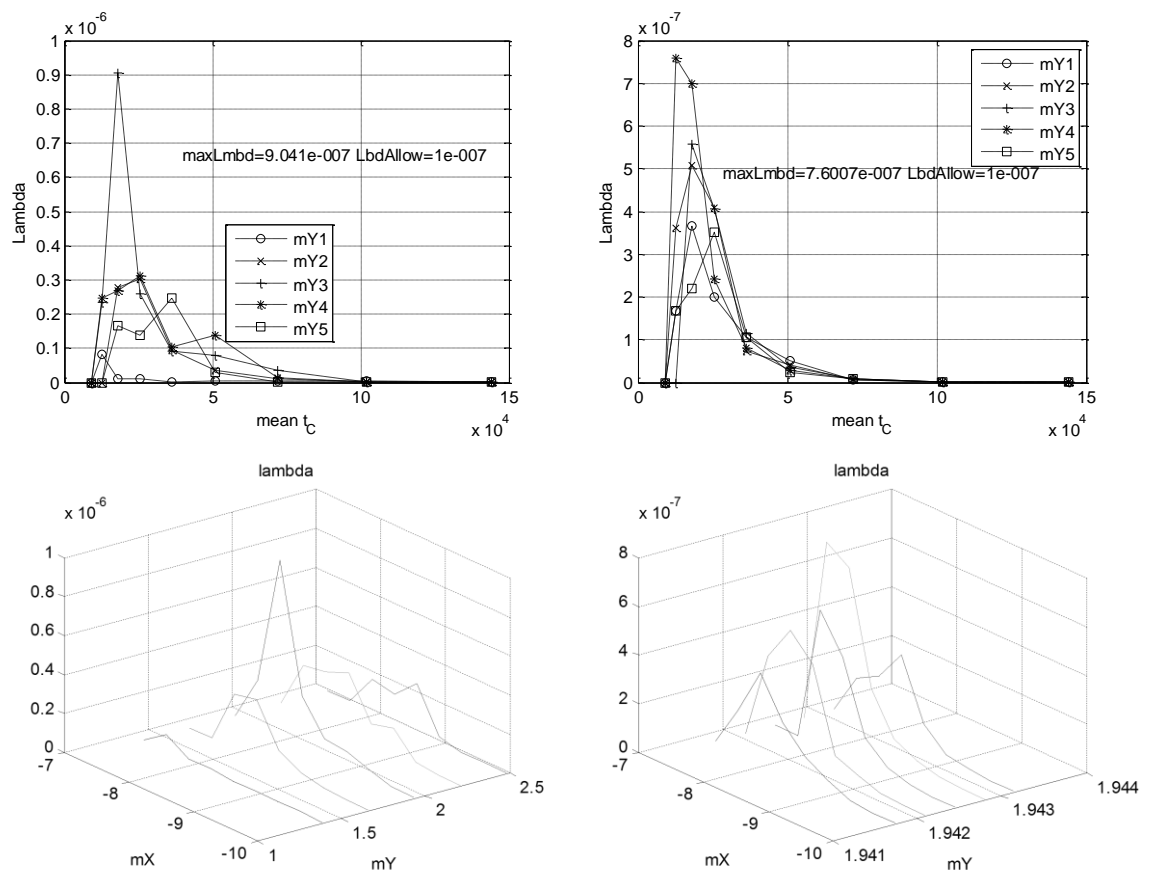 x 10^-6
1
0.9
0.8
0.7
0.6
0.5
0.4
0.3
0.2
0.1
0
Lambda
maxLmbd=9.041e-007 LbdAllow=1e-007
mY1
mY2
mY3
mY4
mY5
0 5 10 15
mean t_C
x 10^4
x 10^-7
8
7
6
5
4
3
2
1
0
Lambda
mY1
mY2
mY3
mY4
mY5
maxLmbd=7.6007e-007 LbdAllow=1e-007
0 5 10 15
mean t_C
x 10^4
lambda
x 10^-6
1
0.8
0.6
0.4
0.2
0
-7
-8
-9
-10
mX
1
1.5
2
2.5
mY
lambda
x 10^-7
8
6
4
2
0
-7
-8
-9
-10
mX
1.941
1.942
1.943
1.944
mY